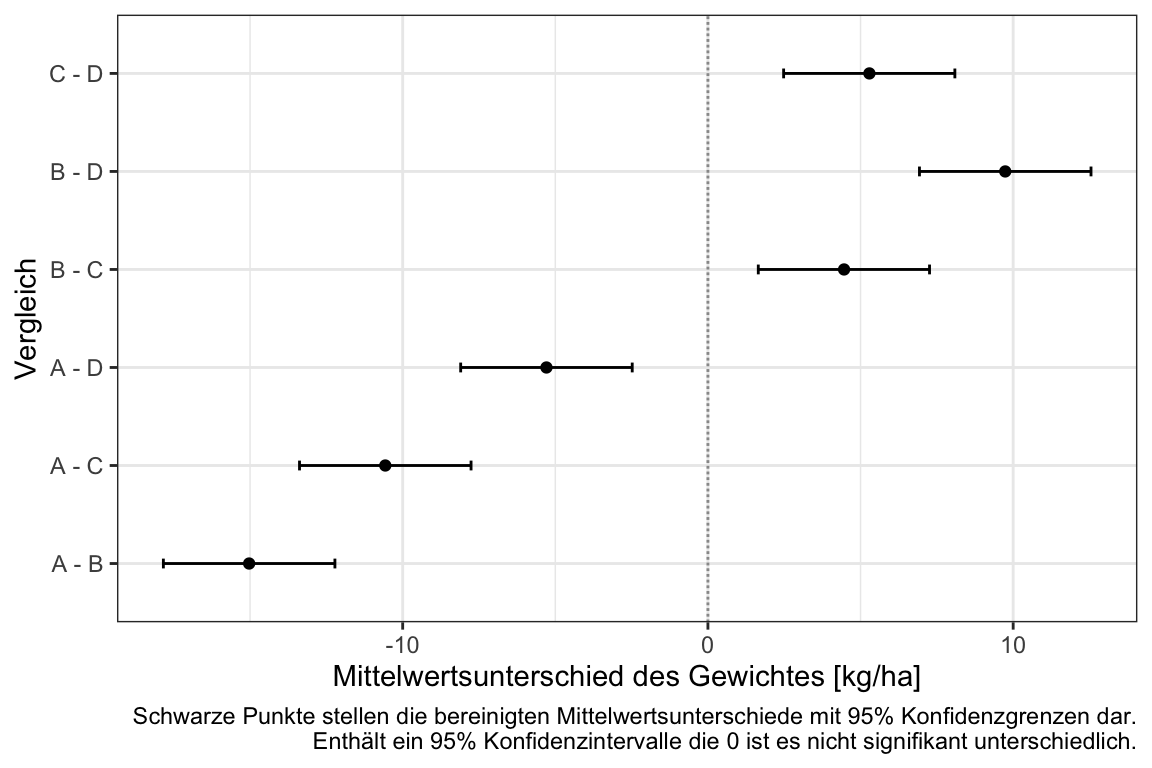 C - D
B - D
B - C
A - D
A - C
A - B
Vergleich
-10 0 10
Mittelwertsunterschied des Gewichtes [kg/ha]
Schwarze Punkte stellen die bereinigten Mittelwertsunterschiede mit 95% Konfidenzgrenzen dar.
Enthält ein 95% Konfidenzintervalle die 0 ist es nicht signifikant unterschiedlich.